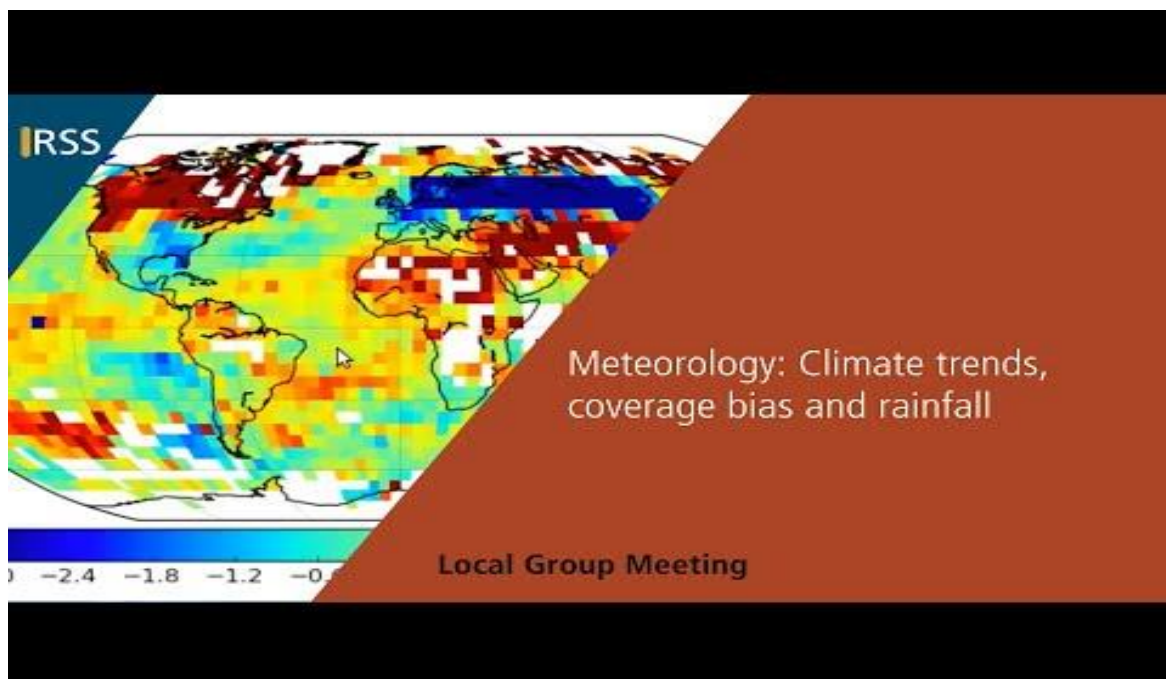 RSS
Meteorology: Climate trends,
coverage bias and rainfall
−2.4 −1.8 −1.2
Local Group Meeting